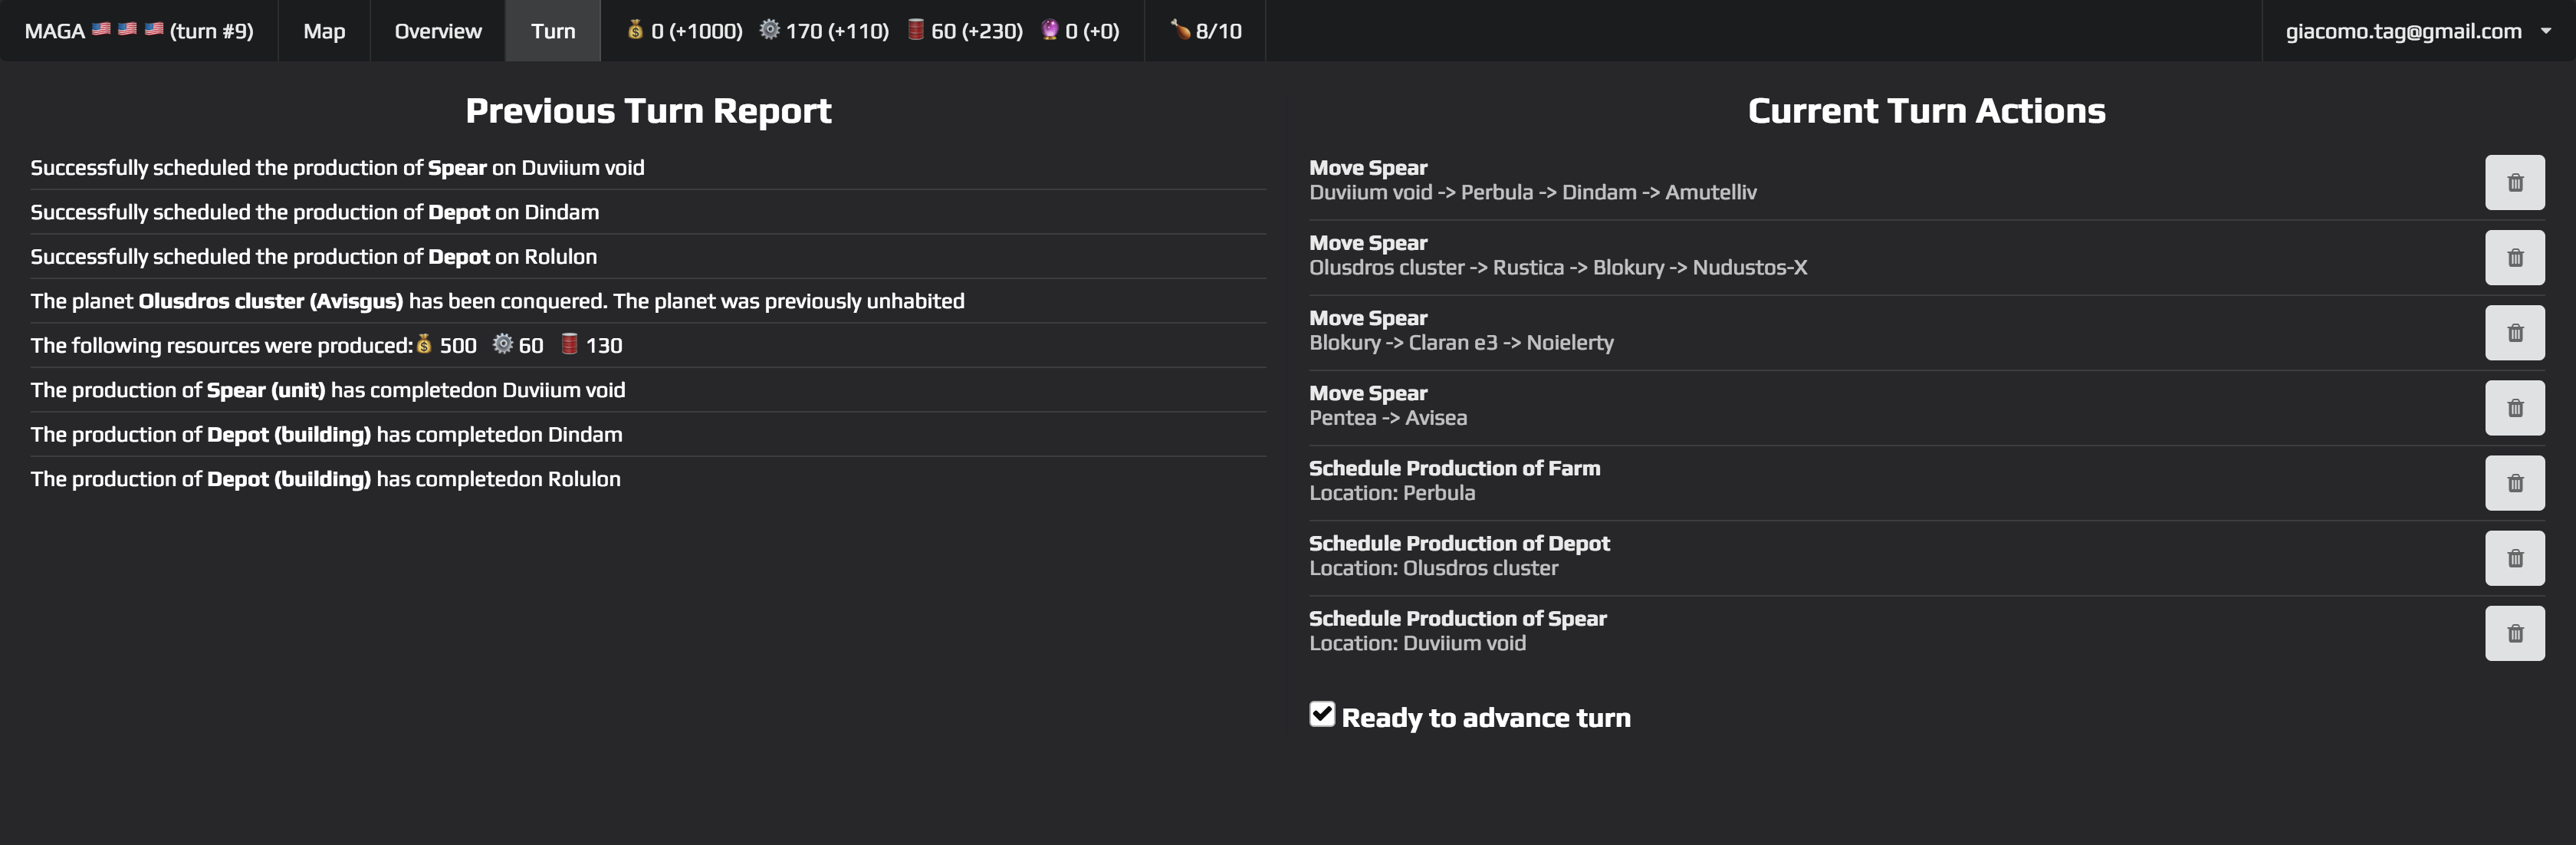 MAGA 🇺🇸 🇺🇸 🇺🇸 (turn #9) Map Overview Turn 💰 0 (+1000) ⚙️ 170 (+110) 🛢️ 60 (+230) 🔮 0 (+0) 🍗 8/10 giacomo.tag@gmail.com
Previous Turn Report
Successfully scheduled the production of Spear on Duviium void
Successfully scheduled the production of Depot on Dindam
Successfully scheduled the production of Depot on Rolulon
The planet Olusdros cluster (Avisgus) has been conquered. The planet was previously unhabited
The following resources were produced:💰 500 ⚙️ 60 🛢️ 130
The production of Spear (unit) has completedon Duviium void
The production of Depot (building) has completedon Dindam
The production of Depot (building) has completedon Rolulon
Current Turn Actions
Move Spear
Duviium void -> Perbula -> Dindam -> Amutelliv
Move Spear
Olusdros cluster -> Rustica -> Blokury -> Nudustos-X
Move Spear
Blokury -> Claran e3 -> Noielerty
Move Spear
Pentea -> Avisea
Schedule Production of Farm
Location: Perbula
Schedule Production of Depot
Location: Olusdros cluster
Schedule Production of Spear
Location: Duviium void
Ready to advance turn